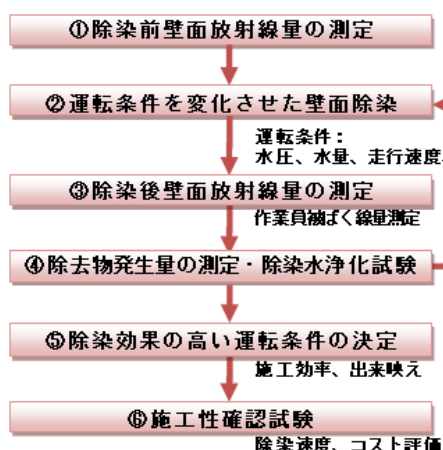 ①除染前壁面放射線量の測定
②運転条件を変化させた壁面除染
運転条件：
水圧、水量、走行速度、
③除染後壁面放射線量の測定
作業員被ばく線量測定
④除去物発生量の測定・除染水浄化試験
⑤除染効果の高い運転条件の決定
施工効率、出来映え
⑥施工性確認試験
除染速度、コスト評価